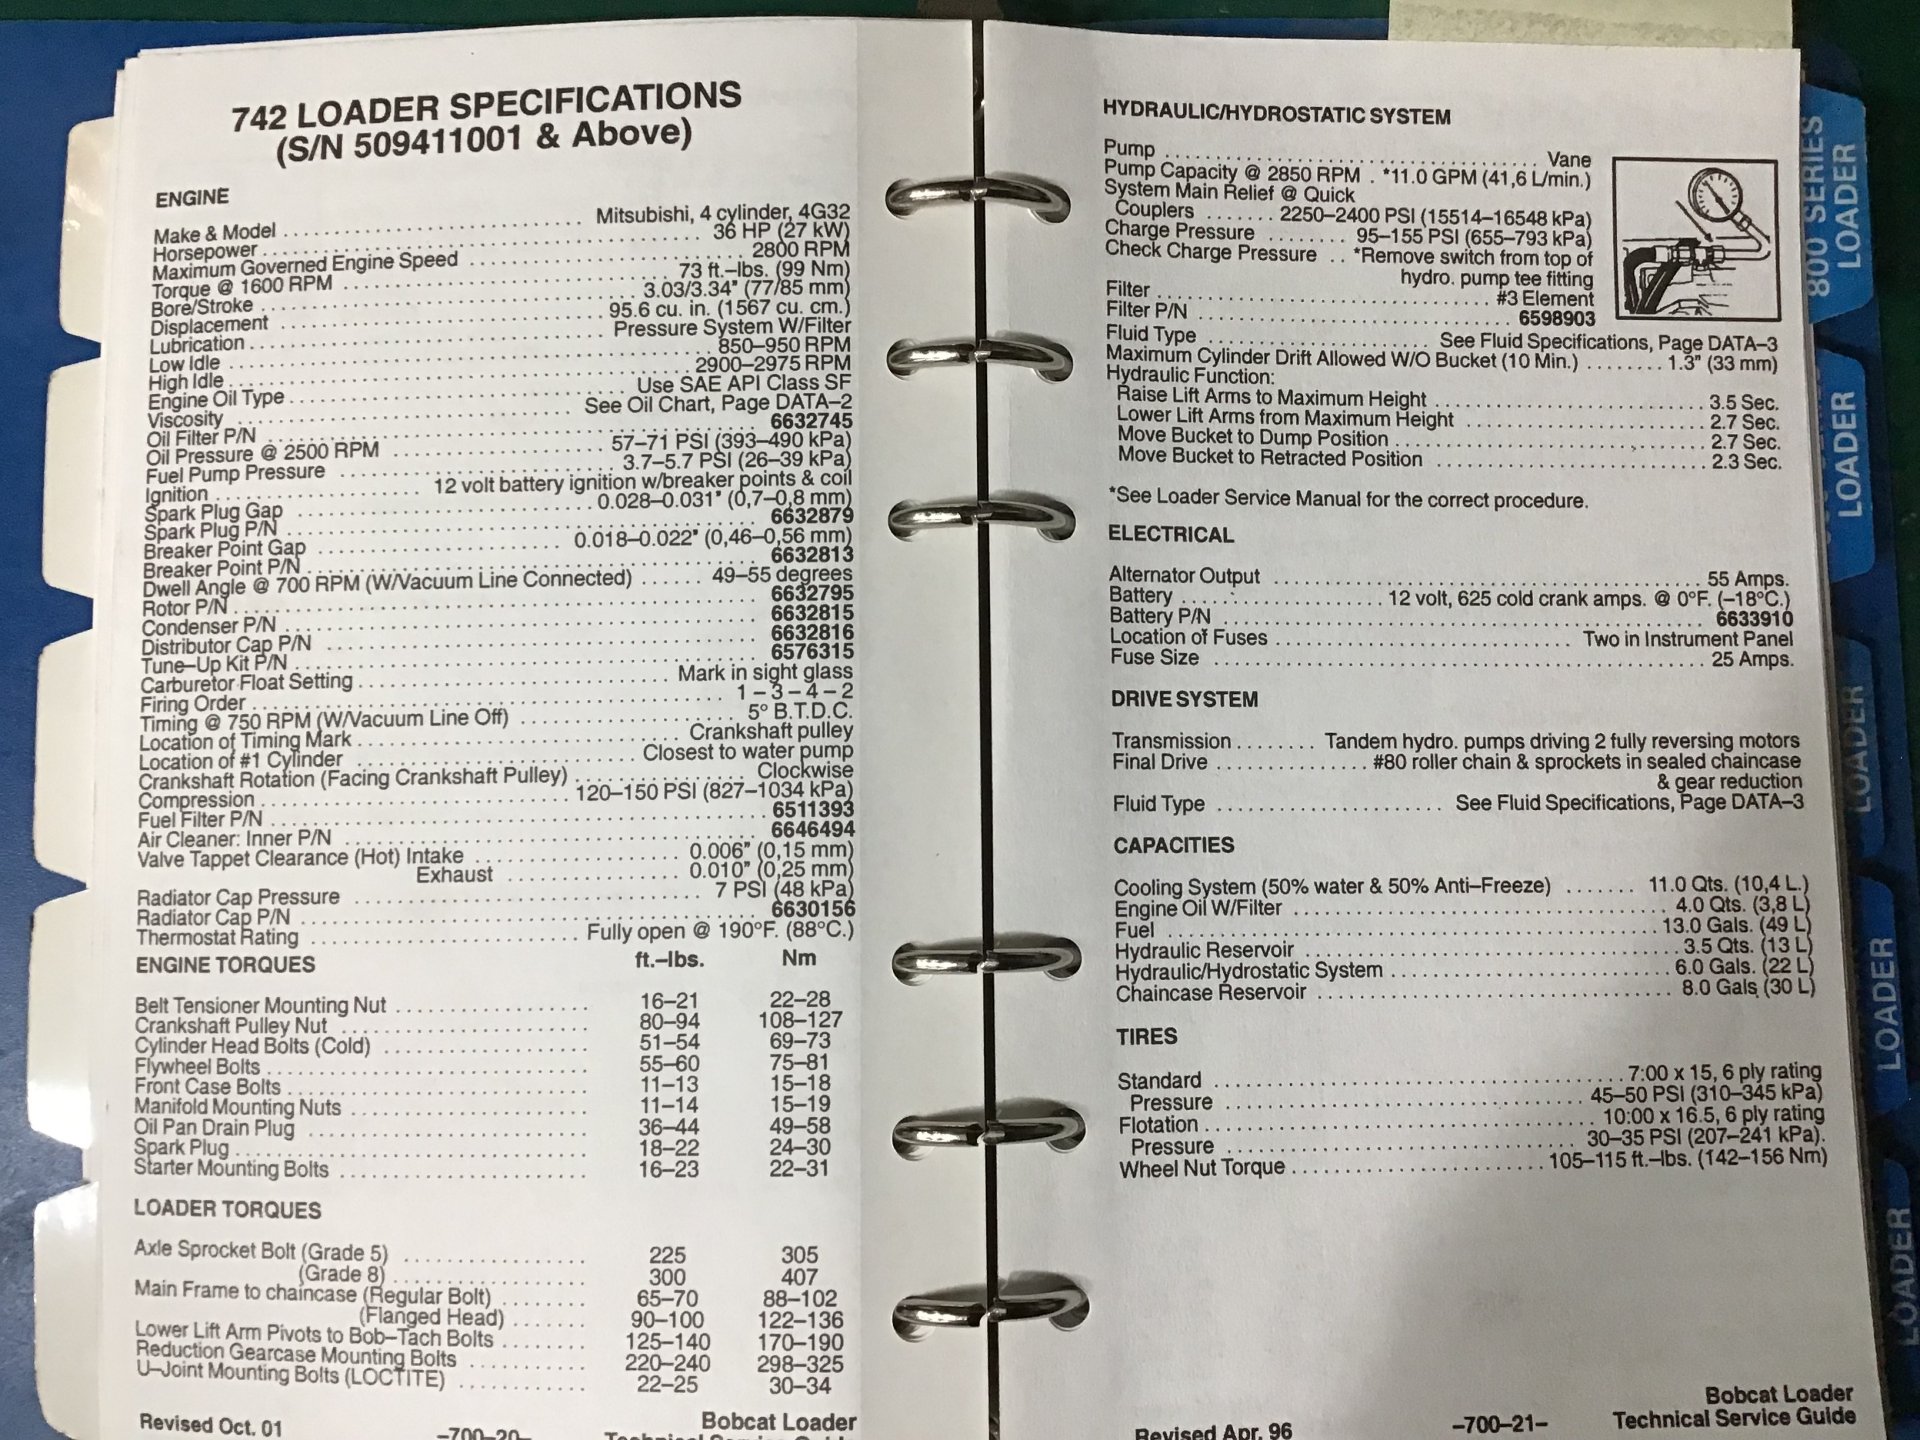 742 LOADER SPECIFICATIONS
(S/N 509411001 & Above)
ENGINE
Make & Model ........ Mitsubishi, 4 cylinder, 4G32
Horsepower ........ 36 HP (27 kW)
Maximum Governed Engine Speed ........ 2800 RPM
Torque @ 1600 RPM ........ 73 ft.–lbs. (99 Nm)
Bore/Stroke ........ 3.03/3.34" (77/85 mm)
Displacement ........ 95.6 cu. in. (1567 cu. cm.)
Lubrication ........ Pressure System W/Filter
Low Idle ........ 850–950 RPM
High Idle ........ 2900–2975 RPM
Engine Oil Type ........ Use SAE API Class SF
Viscosity ........ See Oil Chart, Page DATA–2
Oil Filter P/N ........ 6632745
Oil Pressure @ 2500 RPM ........ 57–71 PSI (393–490 kPa)
Fuel Pump Pressure ........ 3.7–5.7 PSI (26–39 kPa)
Ignition ........ 12 volt battery ignition w/breaker points & coil
Spark Plug Gap ........ 0.028–0.031" (0,7–0,8 mm)
Spark Plug P/N ........ 6632879
Breaker Point Gap ........ 0.018–0.022" (0,46–0,56 mm)
Breaker Point P/N ........ 6632813
Dwell Angle @ 700 RPM (W/Vacuum Line Connected) ...... 49–55 degrees
Rotor P/N ........ 6632795
Condenser P/N ........ 6632815
Distributor Cap P/N ........ 6632816
Tune–Up Kit P/N ........ 6576315
Carburetor Float Setting ........ Mark in sight glass
Firing Order ........ 1 – 3 – 4 – 2
Timing @ 750 RPM (W/Vacuum Line Off) ........ 5° B.T.D.C.
Location of Timing Mark ........ Crankshaft pulley
Location of #1 Cylinder ........ Closest to water pump
Crankshaft Rotation (Facing Crankshaft Pulley) ........ Clockwise
Compression ........ 120–150 PSI (827–1034 kPa)
Fuel Filter P/N ........ 6511393
Air Cleaner: Inner P/N ........ 6646494
Valve Tappet Clearance (Hot) Intake ........ 0.006" (0,15 mm)
Exhaust ........ 0.010" (0,25 mm)
Radiator Cap Pressure ........ 7 PSI (48 kPa)
Radiator Cap P/N ........ 6630156
Thermostat Rating ........ Fully open @ 190°F. (88°C.)
ENGINE TORQUES ft.–lbs. Nm
Belt Tensioner Mounting Nut ........ 16–21 22–28
Crankshaft Pulley Nut ........ 80–94 108–127
Cylinder Head Bolts (Cold) ........ 51–54 69–73
Flywheel Bolts ........ 55–60 75–81
Front Case Bolts ........ 11–13 15–18
Manifold Mounting Nuts ........ 11–14 15–19
Oil Pan Drain Plug ........ 36–44 49–58
Spark Plug ........ 18–22 24–30
Starter Mounting Bolts ........ 16–23 22–31
LOADER TORQUES
Axle Sprocket Bolt (Grade 5) ........ 225 305
(Grade 8) ........ 300 407
Main Frame to chaincase (Regular Bolt) ........ 65–70 88–102
(Flanged Head) ........ 90–100 122–136
Lower Lift Arm Pivots to Bob–Tach Bolts ........ 125–140 170–190
Reduction Gearcase Mounting Bolts ........ 220–240 298–325
U–Joint Mounting Bolts (LOCTITE) ........ 22–25 30–34
Revised Oct. 01 –700–20– Bobcat Loader
Technical Service Guide
HYDRAULIC/HYDROSTATIC SYSTEM
Pump ........ Vane
Pump Capacity @ 2850 RPM . *11.0 GPM (41,6 L/min.)
System Main Relief @ Quick
Couplers ....... 2250–2400 PSI (15514–16548 kPa)
Charge Pressure ........ 95–155 PSI (655–793 kPa)
Check Charge Pressure .. *Remove switch from top of
hydro. pump tee fitting
Filter ........ #3 Element
Filter P/N ........ 6598903
Fluid Type ........ See Fluid Specifications, Page DATA–3
Maximum Cylinder Drift Allowed W/O Bucket (10 Min.) ........ 1.3" (33 mm)
Hydraulic Function:
Raise Lift Arms to Maximum Height ........ 3.5 Sec.
Lower Lift Arms from Maximum Height ........ 2.7 Sec.
Move Bucket to Dump Position ........ 2.7 Sec.
Move Bucket to Retracted Position ........ 2.3 Sec.
*See Loader Service Manual for the correct procedure.
ELECTRICAL
Alternator Output ........ 55 Amps.
Battery ........ 12 volt, 625 cold crank amps. @ 0°F. (–18°C.)
Battery P/N ........ 6633910
Location of Fuses ........ Two in Instrument Panel
Fuse Size ........ 25 Amps.
DRIVE SYSTEM
Transmission ........ Tandem hydro. pumps driving 2 fully reversing motors
Final Drive ........ #80 roller chain & sprockets in sealed chaincase
& gear reduction
Fluid Type ........ See Fluid Specifications, Page DATA–3
CAPACITIES
Cooling System (50% water & 50% Anti–Freeze) ....... 11.0 Qts. (10,4 L.)
Engine Oil W/Filter ........ 4.0 Qts. (3,8 L)
Fuel ........ 13.0 Gals. (49 L)
Hydraulic Reservoir ........ 3.5 Qts. (13 L)
Hydraulic/Hydrostatic System ........ 6.0 Gals. (22 L)
Chaincase Reservoir ........ 8.0 Gals. (30 L)
TIRES
Standard ........ 7:00 x 15, 6 ply rating
Pressure ........ 45–50 PSI (310–345 kPa)
Flotation ........ 10:00 x 16.5, 6 ply rating
Pressure ........ 30–35 PSI (207–241 kPa).
Wheel Nut Torque ........ 105–115 ft.–lbs. (142–156 Nm)
Bobcat Loader
Revised Apr. 96 –700–21– Technical Service Guide
800 SERIES
LOADER
LOADER
LOADER
LOADER
LOADER